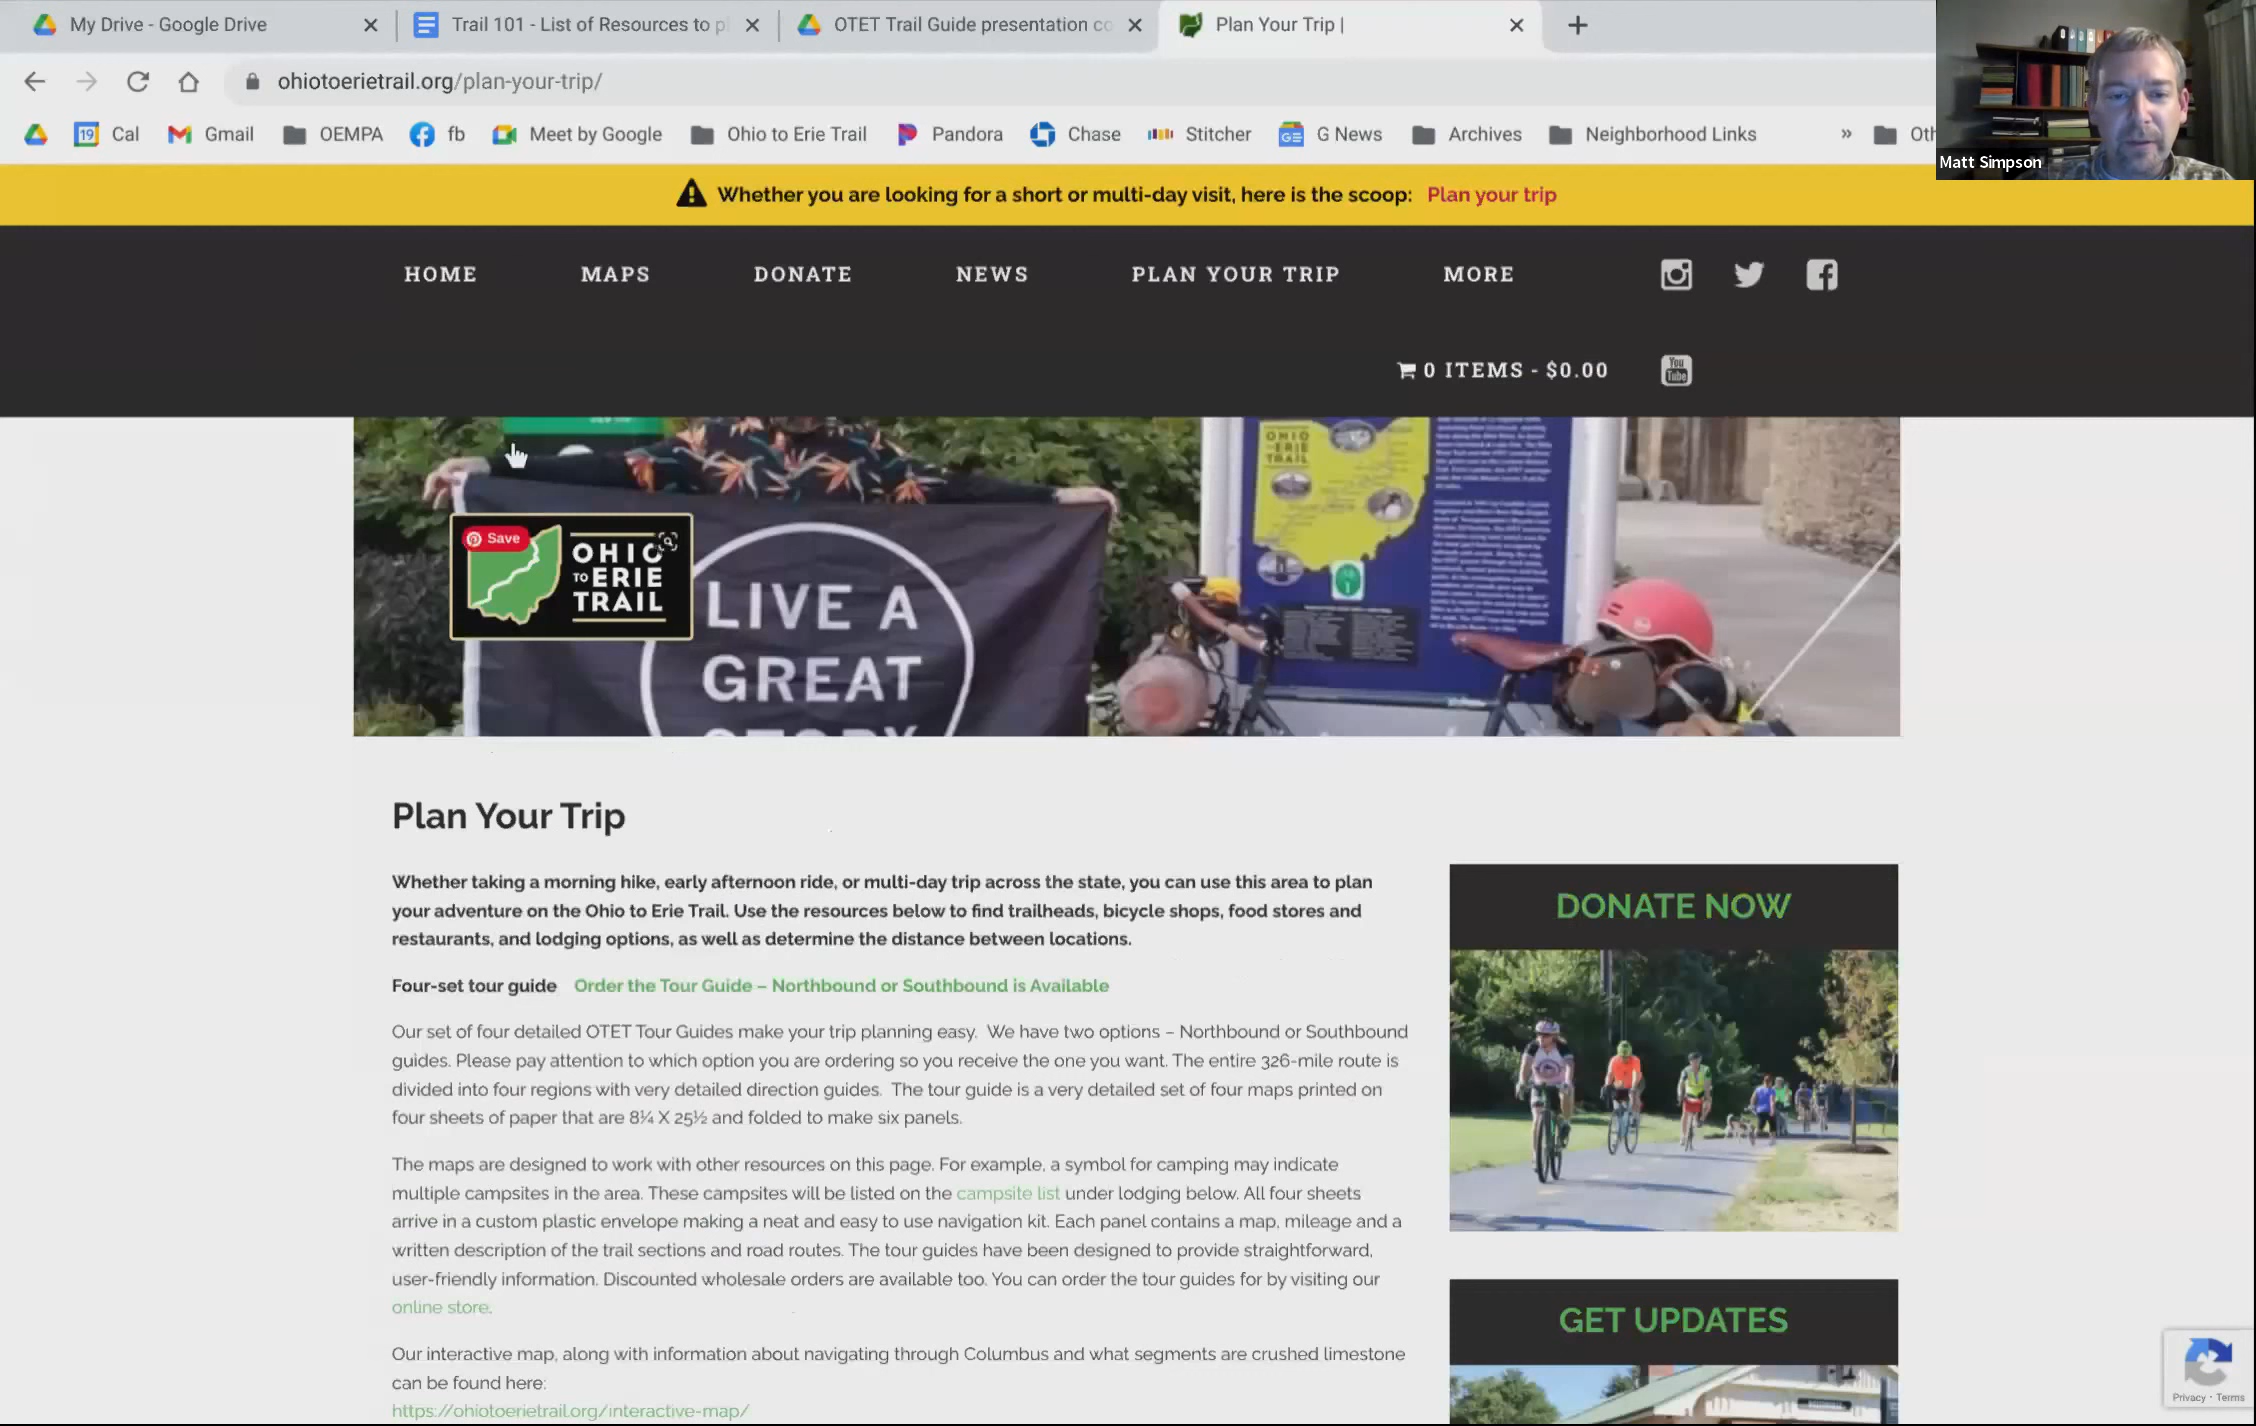 My Drive - Google Drive
Trail 101 - List of Resources to p
OTET Trail Guide presentation co
Plan Your Trip |
ohiotoerietrail.org/plan-your-trip/
19 Cal
Gmail
OEMPA
fb
Meet by Google
Ohio to Erie Trail
Pandora
Chase
Stitcher
GE G News
Archives
Neighborhood Links
»
Oth
Matt Simpson
Whether you are looking for a short or multi-day visit, here is the scoop: Plan your trip
HOME MAPS DONATE NEWS PLAN YOUR TRIP MORE
0 ITEMS - $0.00
You
Tube
OHIO
TO ERIE
TRAIL
Save
OHIO
TO ERIE
TRAIL
LIVE A
GREAT
STORY
Plan Your Trip
Whether taking a morning hike, early afternoon ride, or multi-day trip across the state, you can use this area to plan
your adventure on the Ohio to Erie Trail. Use the resources below to find trailheads, bicycle shops, food stores and
restaurants, and lodging options, as well as determine the distance between locations.
Four-set tour guide Order the Tour Guide – Northbound or Southbound is Available
Our set of four detailed OTET Tour Guides make your trip planning easy. We have two options – Northbound or Southbound
guides. Please pay attention to which option you are ordering so you receive the one you want. The entire 326-mile route is
divided into four regions with very detailed direction guides. The tour guide is a very detailed set of four maps printed on
four sheets of paper that are 8¼ X 25½ and folded to make six panels.
The maps are designed to work with other resources on this page. For example, a symbol for camping may indicate
multiple campsites in the area. These campsites will be listed on the campsite list under lodging below. All four sheets
arrive in a custom plastic envelope making a neat and easy to use navigation kit. Each panel contains a map, mileage and a
written description of the trail sections and road routes. The tour guides have been designed to provide straightforward,
user-friendly information. Discounted wholesale orders are available too. You can order the tour guides for by visiting our
online store.
Our interactive map, along with information about navigating through Columbus and what segments are crushed limestone
can be found here:
https://ohiotoerietrail.org/interactive-map/
DONATE NOW
GET UPDATES
Privacy - Terms